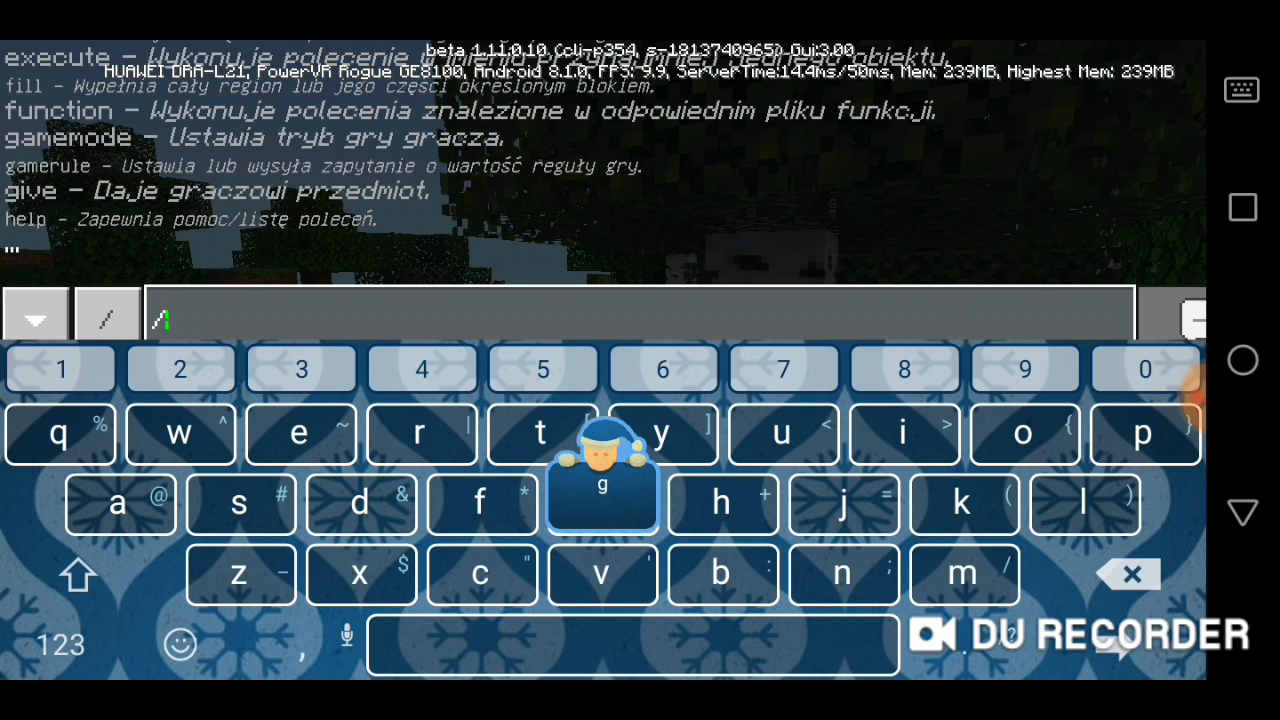 beta 1.11.0.10 Gui:3.00
execute – Wykonuje polecenie w imieniu przynajmniej jednego obiektu.
HUAWEI DRA-L21, PowerVR Rogue GE8100, Android 8.1.0, FPS: 9.9, ServerTime:14.4ms/50ms, Mem: 239MB, Highest Mem: 239MB
fill – Wypełnia cały region lub jego części określonym blokiem.
function – Wykonuje polecenia znalezione w odpowiednim pliku funkcji.
gamemode – Ustawia tryb gry gracza.
gamerule – Ustawia lub wysyła zapytanie o wartość reguły gry.
give – Daje graczowi przedmiot.
help – Zapewnia pomoc/listę poleceń.
...
/ /
1 2 3 4 5 6 7 8 9 0
q % w ^ e ~ r | t [ y ] u < i > o { p }
a @ s # d & f * g h + j = k ( l )
z _ x $ c " v ' b : n ; m /
123 , . DU RECORDER